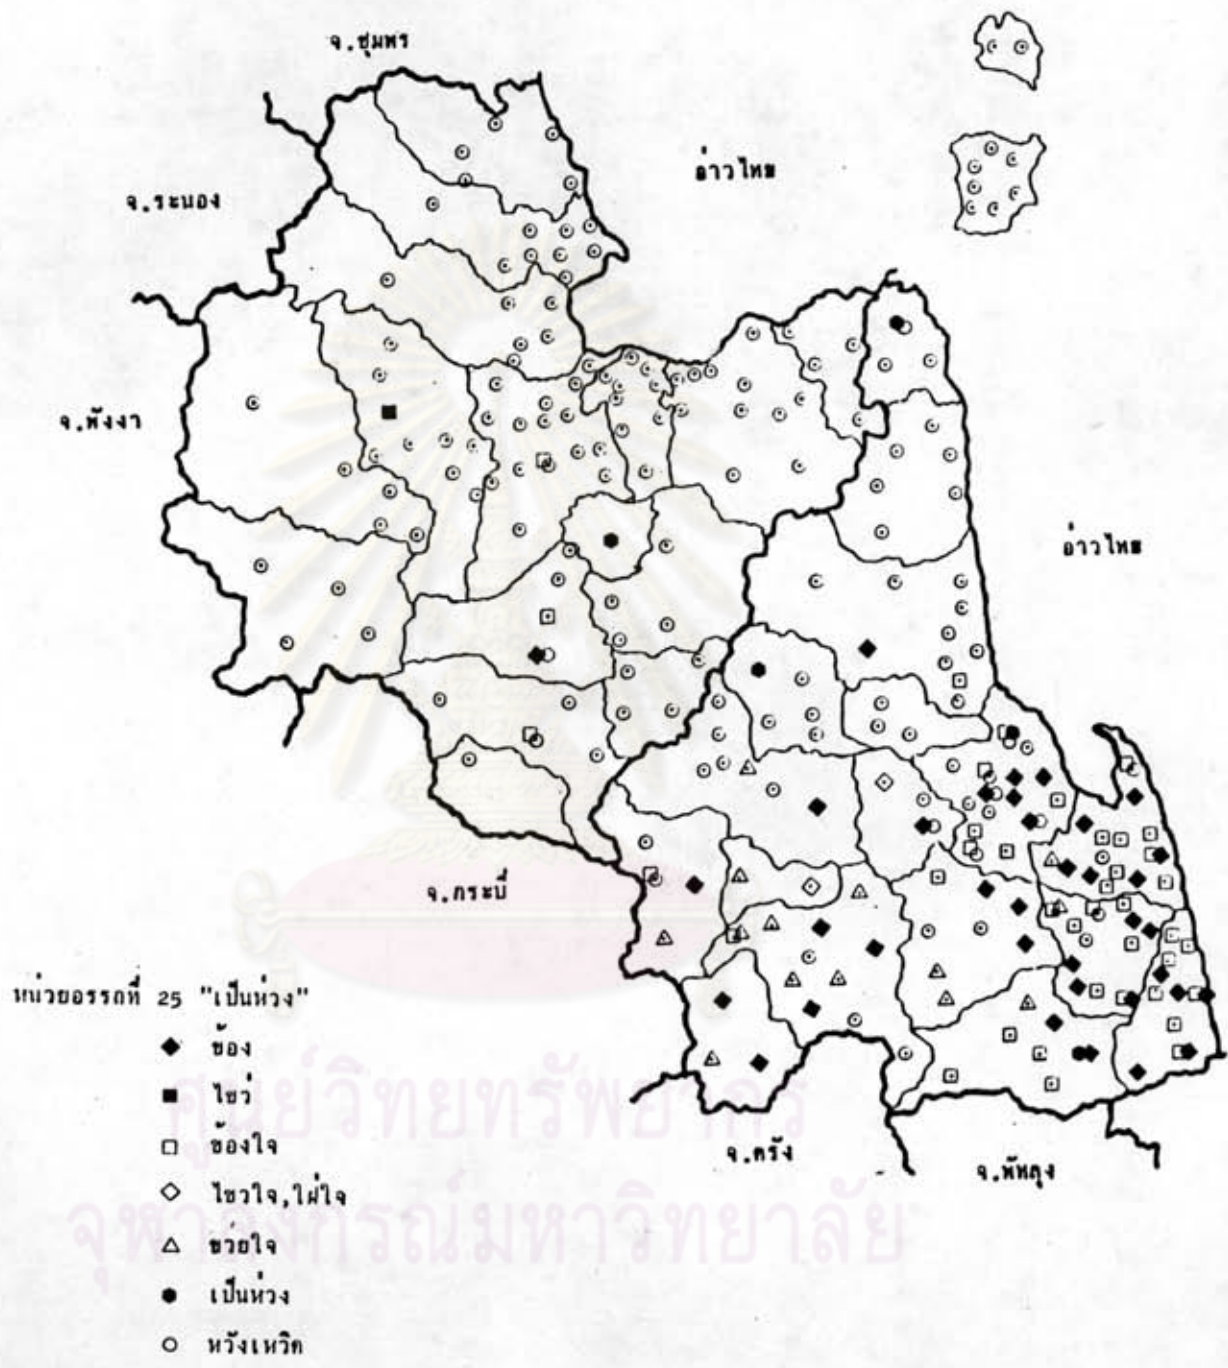 จ.ชุมพร
อ่าวไทย
จ.ระนอง
จ.พังงา
อ่าวไทย
จ.กระบี่
หน่วยอรรถที่ 25 "เป็นห่วง"
ข้อง
ไขว่
ข้องใจ
ไขวใจ,ใฝ่ใจ
ขวยใจ
เป็นห่วง
หวังเหวิด
จ.ตรัง
จ.พัทลุง
ศูนย์วิทยทรัพยากร
จุฬาลงกรณ์มหาวิทยาลัย